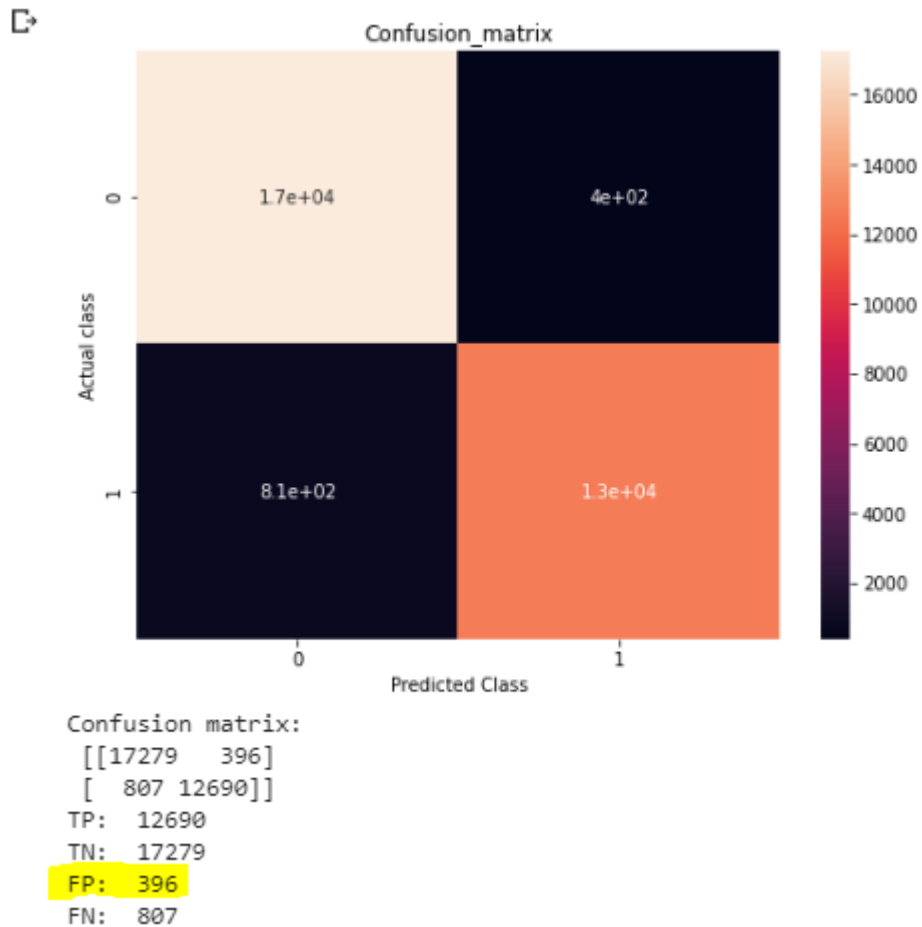 Confusion_matrix
16000
14000
12000
10000
8000
6000
4000
2000
Actual class
0
1
1.7e+04
4e+02
8.1e+02
1.3e+04
0
1
Predicted Class
Confusion matrix:
[[17279 396]
[ 807 12690]]
TP: 12690
TN: 17279
FP: 396
FN: 807